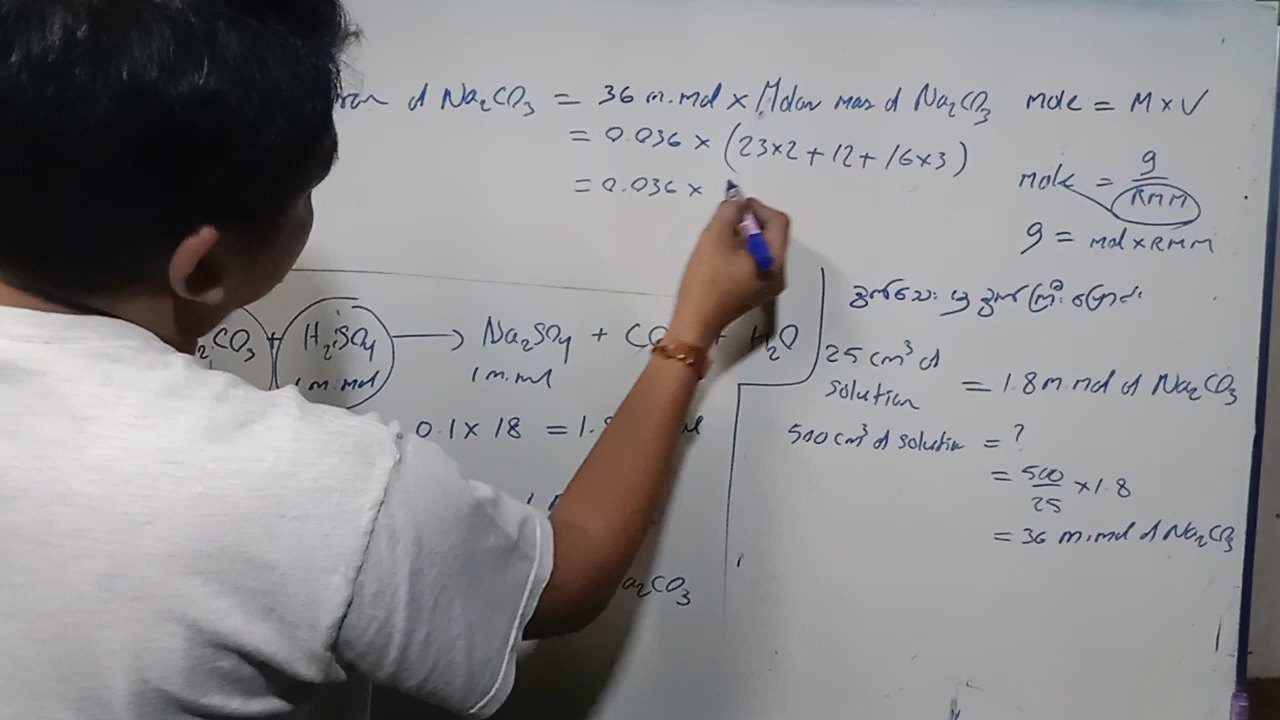 of Na₂CO₃ = 36 m.mol × Molar mass of Na₂CO₃
= 0.036 × (23×2 + 12 + 16×3)
= 0.036 ×
mole = M × V
mole = g / RMM
g = mol × RMM
H₂SO₄ ⟶ Na₂SO₄ + CO + H₂O
1 m.mol 1 m.mol
0.1 × 18 = 1.
a₂CO₃
25 cm³ of solution = 1.8 m.mol of Na₂CO₃
500 cm³ of solution = ?
= 500/25 × 1.8
= 36 m.mol of Na₂CO₃